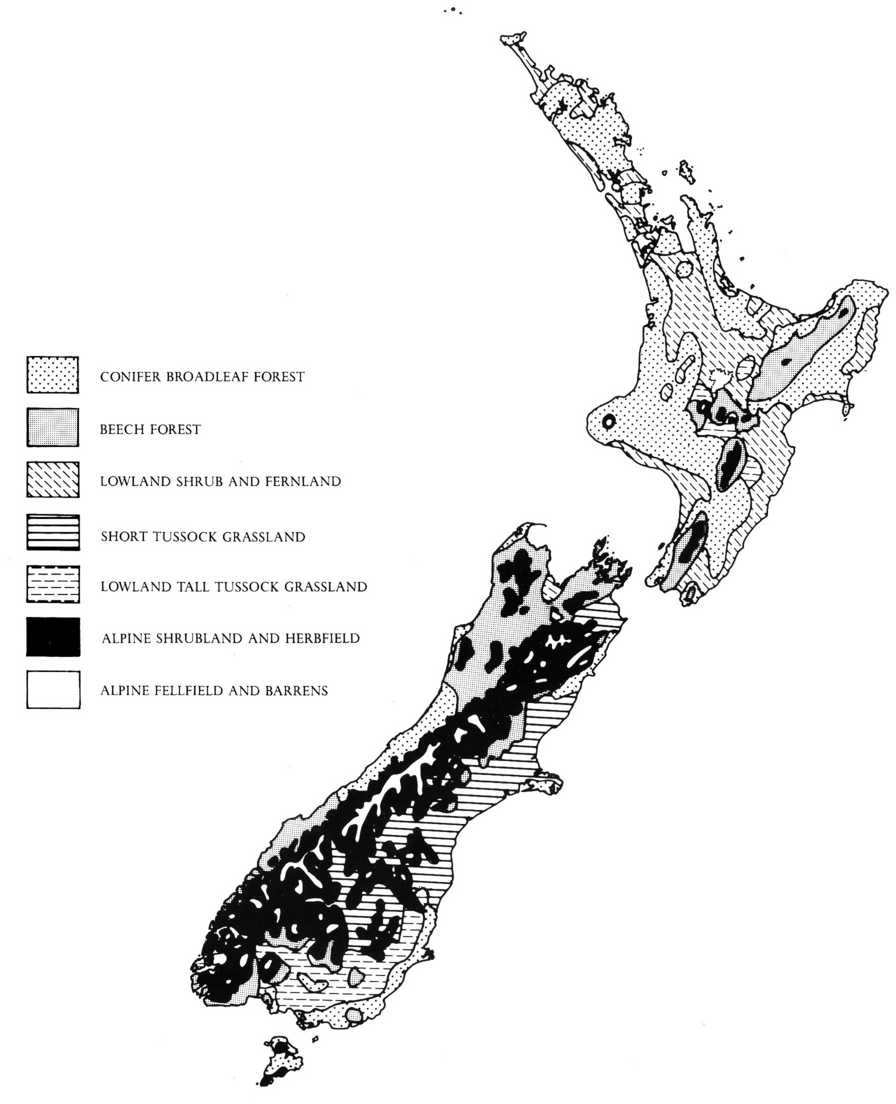 CONIFER BROADLEAF FOREST
BEECH FOREST
LOWLAND SHRUB AND FERNLAND
SHORT TUSSOCK GRASSLAND
LOWLAND TALL TUSSOCK GRASSLAND
ALPINE SHRUBLAND AND HERBFIELD
ALPINE FELLFIELD AND BARRENS